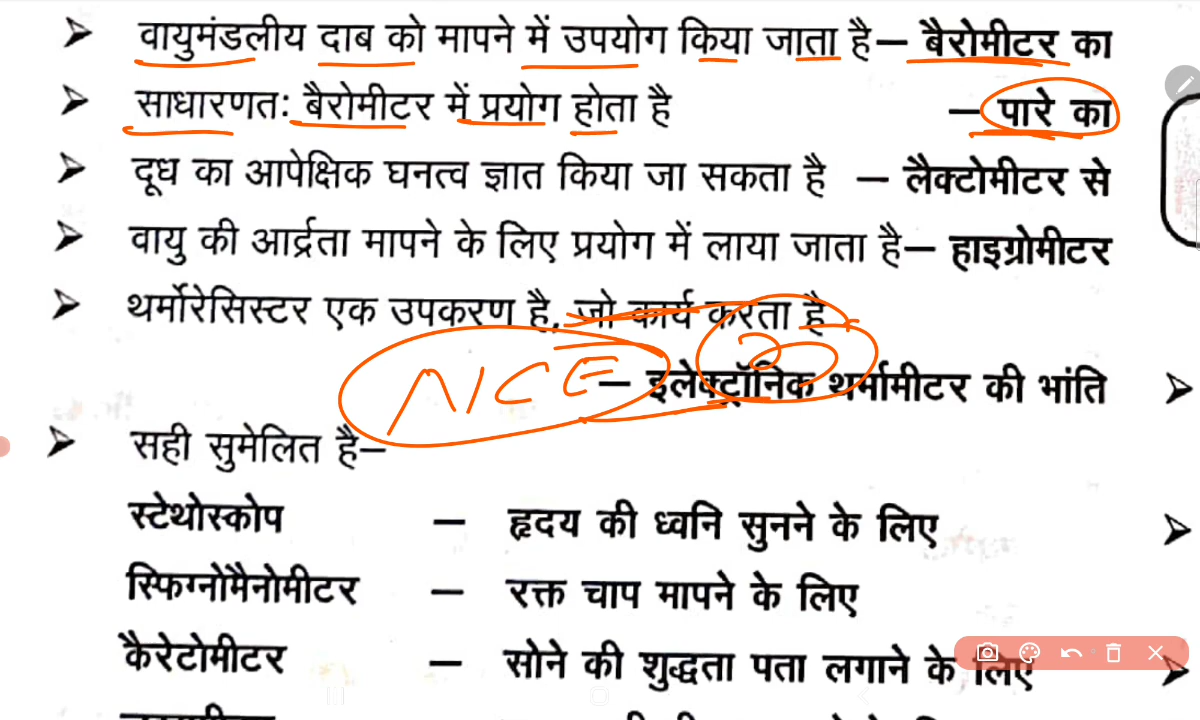 ➢ वायुमंडलीय दाब को मापने में उपयोग किया जाता है– बैरोमीटर का
➢ साधारणतः बैरोमीटर में प्रयोग होता है – पारे का
➢ दूध का आपेक्षिक घनत्व ज्ञात किया जा सकता है – लैक्टोमीटर से
➢ वायु की आर्द्रता मापने के लिए प्रयोग में लाया जाता है– हाइग्रोमीटर
➢ थर्मोरेसिस्टर एक उपकरण है, जो कार्य करता है
NCE
– इलेक्ट्रॉनिक थर्मामीटर की भांति
➢ सही सुमेलित है–
स्टेथोस्कोप – हृदय की ध्वनि सुनने के लिए
स्फिग्नोमैनोमीटर – रक्त चाप मापने के लिए
कैरेटोमीटर – सोने की शुद्धता पता लगाने के लिए